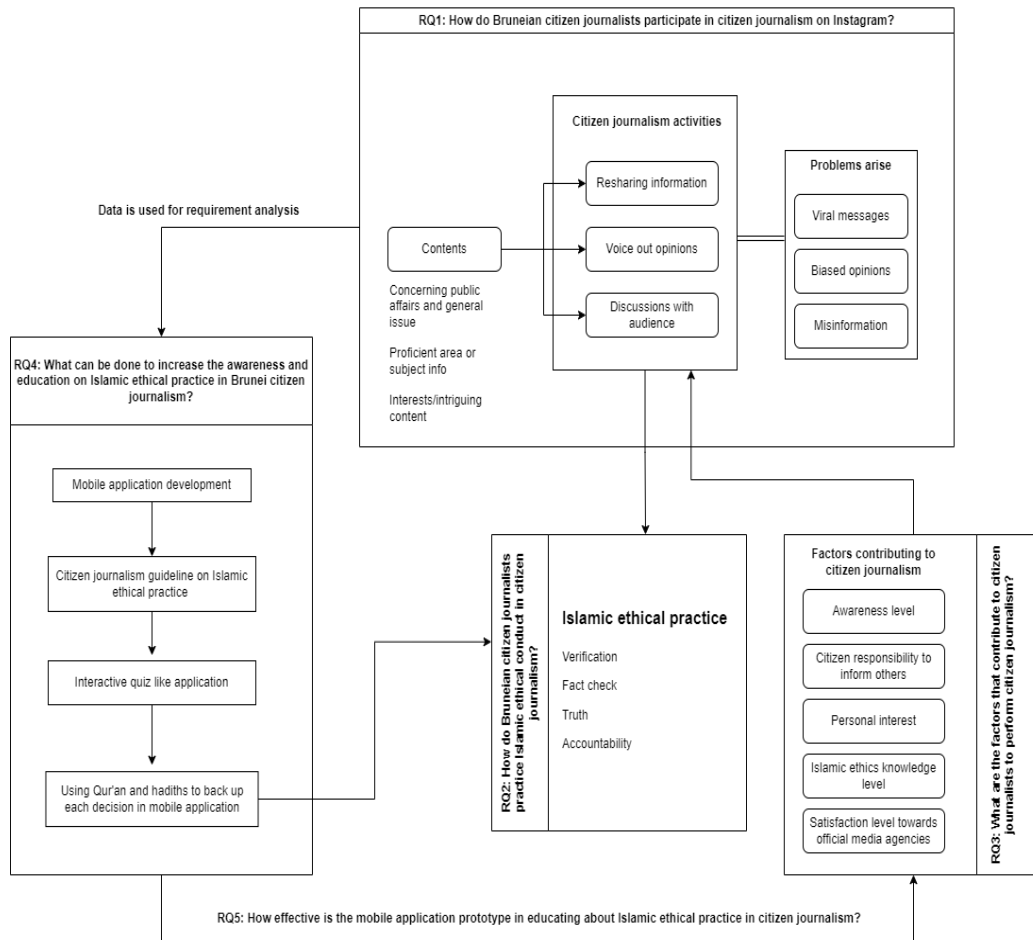 RQ1: How do Bruneian citizen journalists participate in citizen journalism on Instagram?
Citizen journalism activities
Resharing information
Voice out opinions
Discussions with
audience
Problems arise
Viral messages
Biased opinions
Misinformation
Contents
Concerning public
affairs and general
issue
Proficient area or
subject info
Interests/intriguing
content
Data is used for requirement analysis
RQ4: What can be done to increase the awareness and
education on Islamic ethical practice in Brunei citizen
journalism?
Mobile application development
Citizen journalism guideline on Islamic
ethical practice
Interactive quiz like application
Using Qur'an and hadiths to back up
each decision in mobile application
RQ2: How do Bruneian citizen journalists
practice Islamic ethical conduct in citizen
journalism?
Islamic ethical practice
Verification
Fact check
Truth
Accountability
Factors contributing to
citizen journalism
Awareness level
Citizen responsibility to
inform others
Personal interest
Islamic ethics knowledge
level
Satisfaction level towards
official media agencies
RQ3: What are the factors that contribute to citizen
journalists to perform citizen journalism?
RQ5: How effective is the mobile application prototype in educating about Islamic ethical practice in citizen journalism?